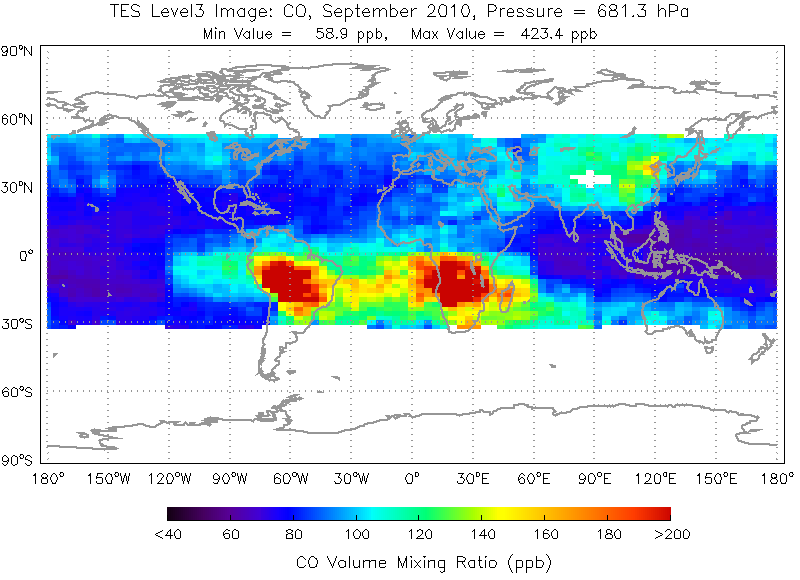 TES Level3 Image: CO, September 2010, Pressure = 681.3 hPa
Min Value = 58.9 ppb, Max Value = 423.4 ppb
90°N
60°N
30°N
0°
30°S
60°S
90°S
180° 150°W 120°W 90°W 60°W 30°W 0° 30°E 60°E 90°E 120°E 150°E 180°
<40 60 80 100 120 140 160 180 >200
CO Volume Mixing Ratio (ppb)